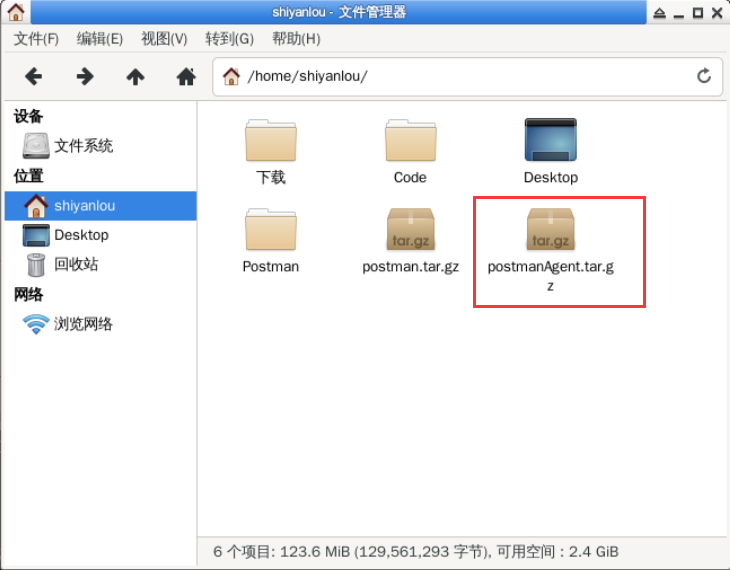 shiyanlou - 文件管理器
文件(F) 编辑(E) 视图(V) 转到(G) 帮助(H)
/home/shiyanlou/
设备
文件系统
位置
shiyanlou
Desktop
回收站
网络
浏览网络
下载
Code
Desktop
Postman
tar.gz
postman.tar.gz
tar.gz
postmanAgent.tar.g
z
6 个项目: 123.6 MiB (129,561,293 字节), 可用空间 : 2.4 GiB